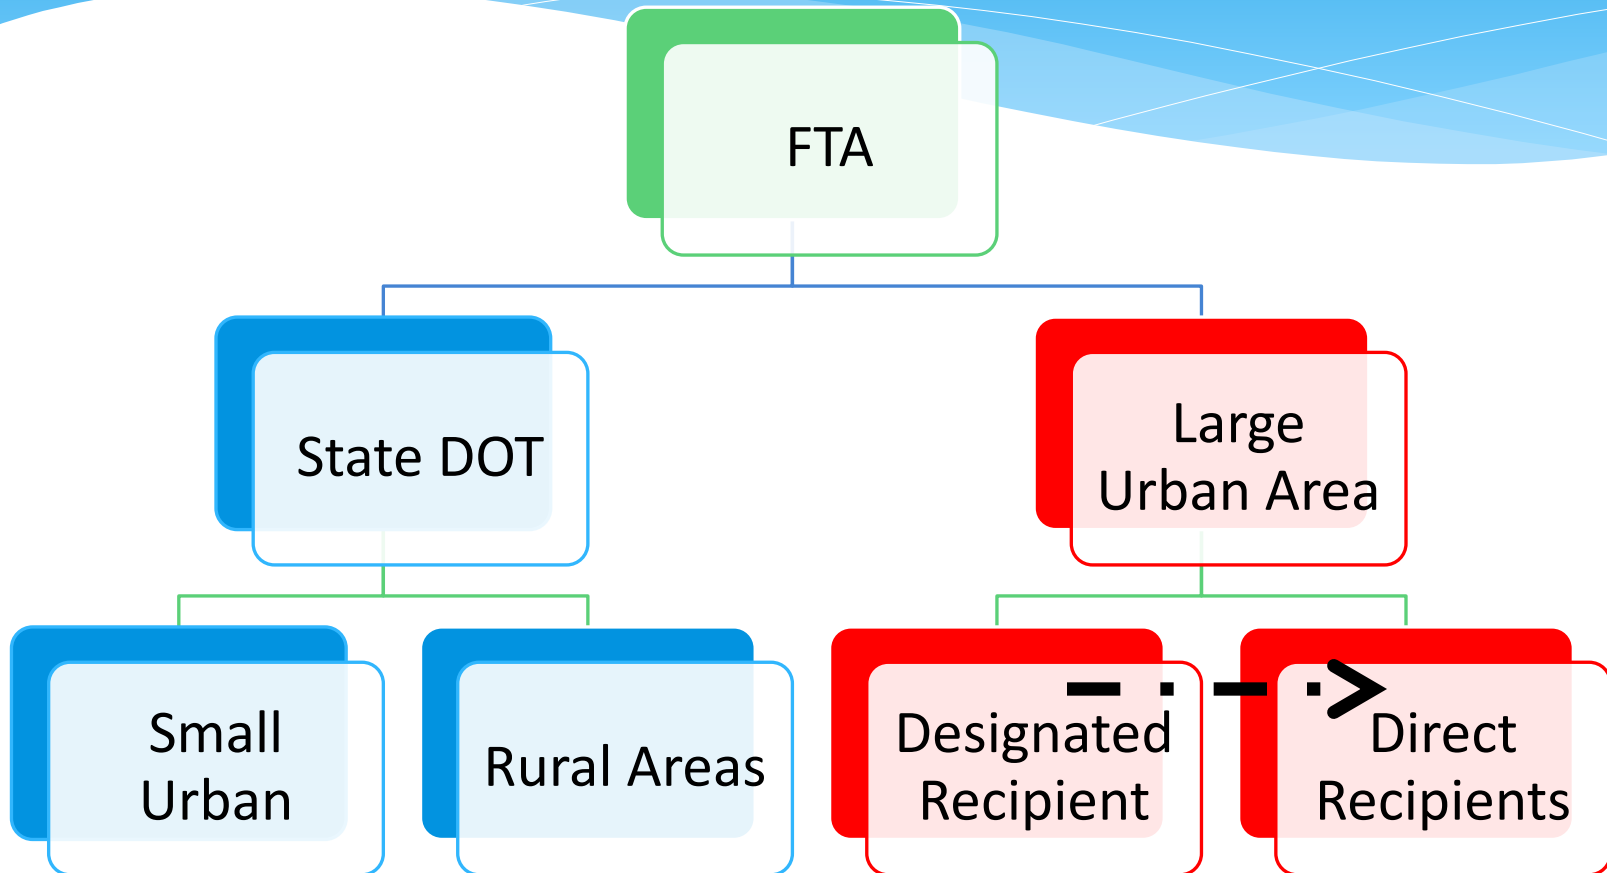 FTA
State DOT
Large
Urban Area
Small
Urban
Rural Areas
Designated
Recipient
Direct
Recipients